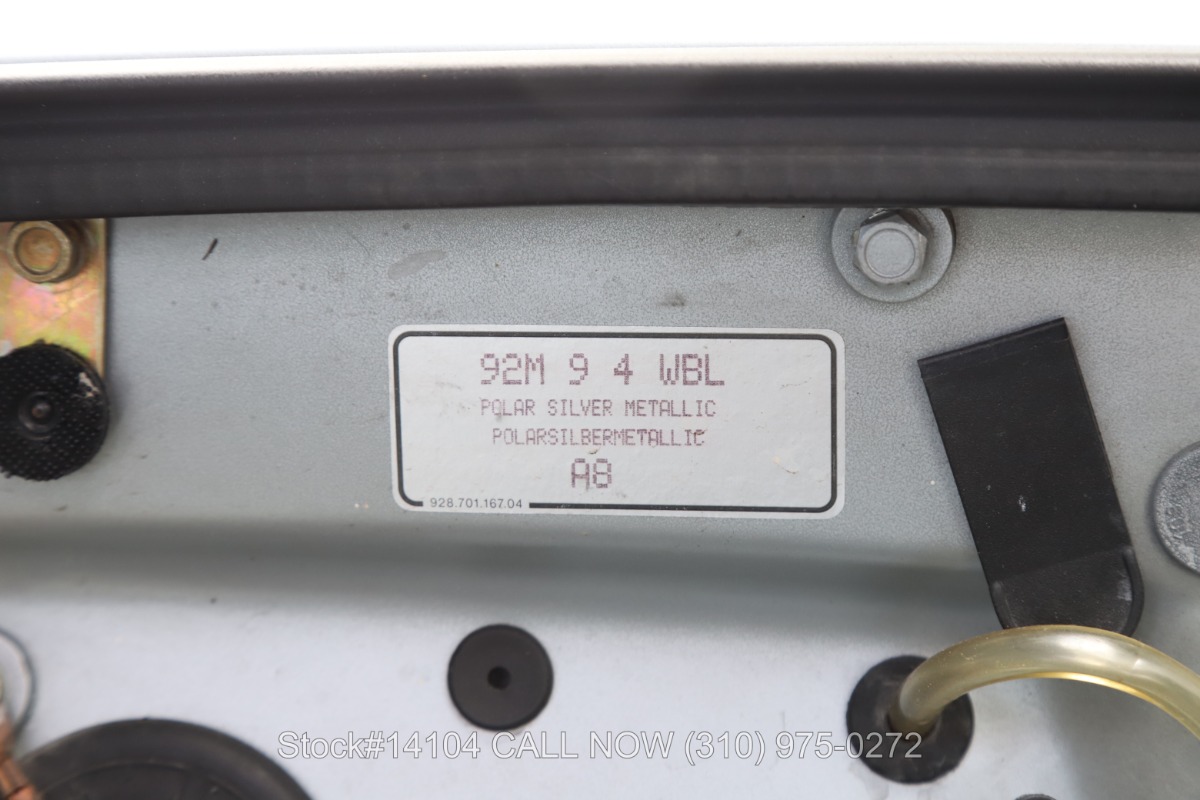 92M 9 4 WBL
POLAR SILVER METALLIC
POLARSILBERMETALLIC
A8
928.701.167.04
Stock#14104 CALL NOW (310) 975-0272